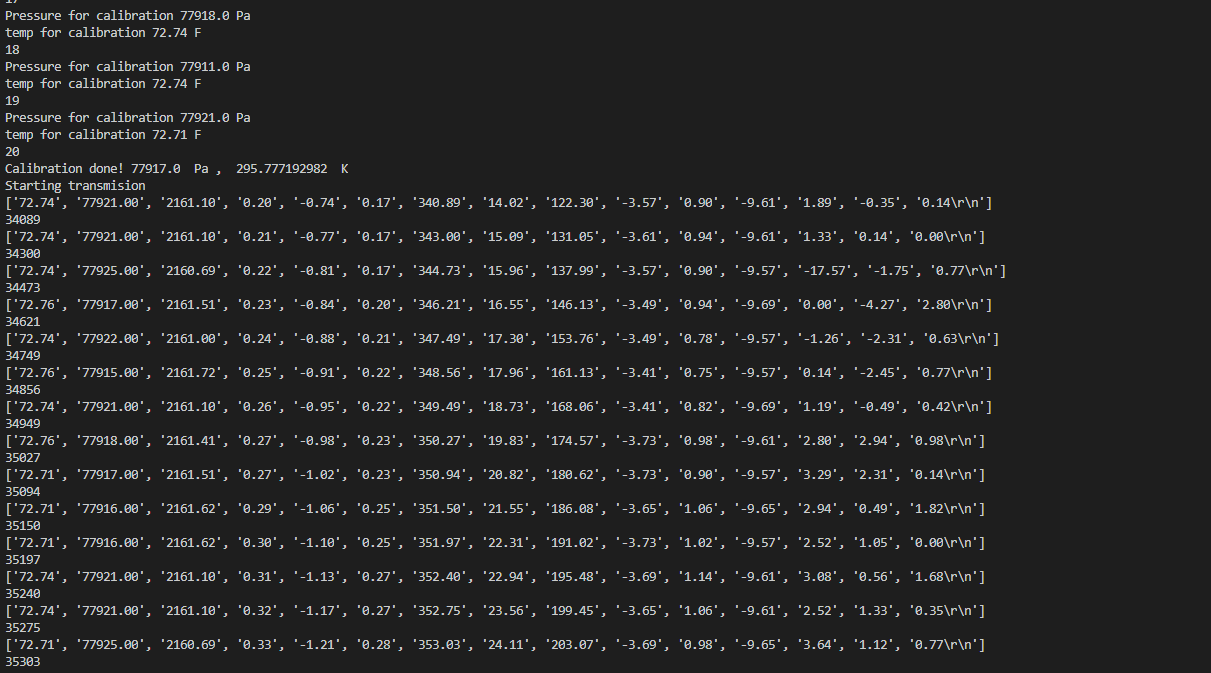 17
Pressure for calibration 77918.0 Pa
temp for calibration 72.74 F
18
Pressure for calibration 77911.0 Pa
temp for calibration 72.74 F
19
Pressure for calibration 77921.0 Pa
temp for calibration 72.71 F
20
Calibration done! 77917.0  Pa ,  295.777192982  K
Starting transmision
['72.74', '77921.00', '2161.10', '0.20', '-0.74', '0.17', '340.89', '14.02', '122.30', '-3.57', '0.90', '-9.61', '1.89', '-0.35', '0.14\r\n']
34089
['72.74', '77921.00', '2161.10', '0.21', '-0.77', '0.17', '343.00', '15.09', '131.05', '-3.61', '0.94', '-9.61', '1.33', '0.14', '0.00\r\n']
34300
['72.74', '77925.00', '2160.69', '0.22', '-0.81', '0.17', '344.73', '15.96', '137.99', '-3.57', '0.90', '-9.57', '-17.57', '-1.75', '0.77\r\n']
34473
['72.76', '77917.00', '2161.51', '0.23', '-0.84', '0.20', '346.21', '16.55', '146.13', '-3.49', '0.94', '-9.69', '0.00', '-4.27', '2.80\r\n']
34621
['72.74', '77922.00', '2161.00', '0.24', '-0.88', '0.21', '347.49', '17.30', '153.76', '-3.49', '0.78', '-9.57', '-1.26', '-2.31', '0.63\r\n']
34749
['72.76', '77915.00', '2161.72', '0.25', '-0.91', '0.22', '348.56', '17.96', '161.13', '-3.41', '0.75', '-9.57', '0.14', '-2.45', '0.77\r\n']
34856
['72.74', '77921.00', '2161.10', '0.26', '-0.95', '0.22', '349.49', '18.73', '168.06', '-3.41', '0.82', '-9.69', '1.19', '-0.49', '0.42\r\n']
34949
['72.76', '77918.00', '2161.41', '0.27', '-0.98', '0.23', '350.27', '19.83', '174.57', '-3.73', '0.98', '-9.61', '2.80', '2.94', '0.98\r\n']
35027
['72.71', '77917.00', '2161.51', '0.27', '-1.02', '0.23', '350.94', '20.82', '180.62', '-3.73', '0.90', '-9.57', '3.29', '2.31', '0.14\r\n']
35094
['72.71', '77916.00', '2161.62', '0.29', '-1.06', '0.25', '351.50', '21.55', '186.08', '-3.65', '1.06', '-9.65', '2.94', '0.49', '1.82\r\n']
35150
['72.71', '77916.00', '2161.62', '0.30', '-1.10', '0.25', '351.97', '22.31', '191.02', '-3.73', '1.02', '-9.57', '2.52', '1.05', '0.00\r\n']
35197
['72.74', '77921.00', '2161.10', '0.31', '-1.13', '0.27', '352.40', '22.94', '195.48', '-3.69', '1.14', '-9.61', '3.08', '0.56', '1.68\r\n']
35240
['72.74', '77921.00', '2161.10', '0.32', '-1.17', '0.27', '352.75', '23.56', '199.45', '-3.65', '1.06', '-9.61', '2.52', '1.33', '0.35\r\n']
35275
['72.71', '77925.00', '2160.69', '0.33', '-1.21', '0.28', '353.03', '24.11', '203.07', '-3.69', '0.98', '-9.65', '3.64', '1.12', '0.77\r\n']
35303